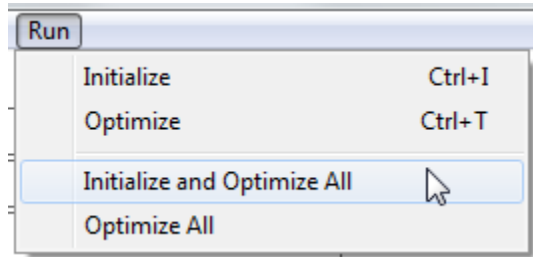 Run
Initialize Ctrl+I
Optimize Ctrl+T
Initialize and Optimize All
Optimize All